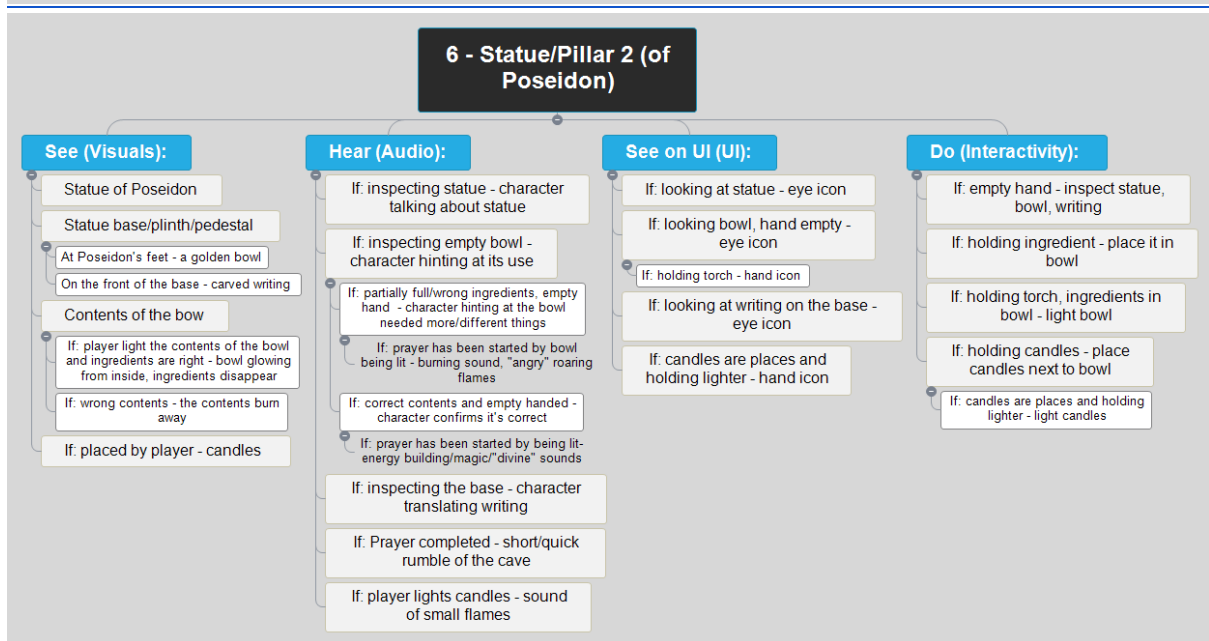 6 - Statue/Pillar 2 (of
Poseidon)
See (Visuals):
Statue of Poseidon
Statue base/plinth/pedestal
At Poseidon's feet - a golden bowl
On the front of the base - carved writing
Contents of the bow
If: player light the contents of the bowl
and ingredients are right - bowl glowing
from inside, ingredients disappear
If: wrong contents - the contents burn
away
If: placed by player - candles
Hear (Audio):
If: inspecting statue - character
talking about statue
If: inspecting empty bowl -
character hinting at its use
If: partially full/wrong ingredients, empty
hand  - character hinting at the bowl
needed more/different things
If: prayer has been started by bowl
being lit - burning sound, "angry" roaring
flames
If: correct contents and empty handed -
character confirms it's correct
If: prayer has been started by being lit-
energy building/magic/"divine" sounds
If: inspecting the base - character
translating writing
If: Prayer completed - short/quick
rumble of the cave
If: player lights candles - sound
of small flames
See on UI (UI):
If: looking at statue - eye icon
If: looking bowl, hand empty -
eye icon
If: holding torch - hand icon
If: looking at writing on the base -
eye icon
If: candles are places and
holding lighter - hand icon
Do (Interactivity):
If: empty hand - inspect statue,
bowl, writing
If: holding ingredient - place it in
bowl
If: holding torch, ingredients in
bowl - light bowl
If: holding candles - place
candles next to bowl
If: candles are places and holding
lighter - light candles